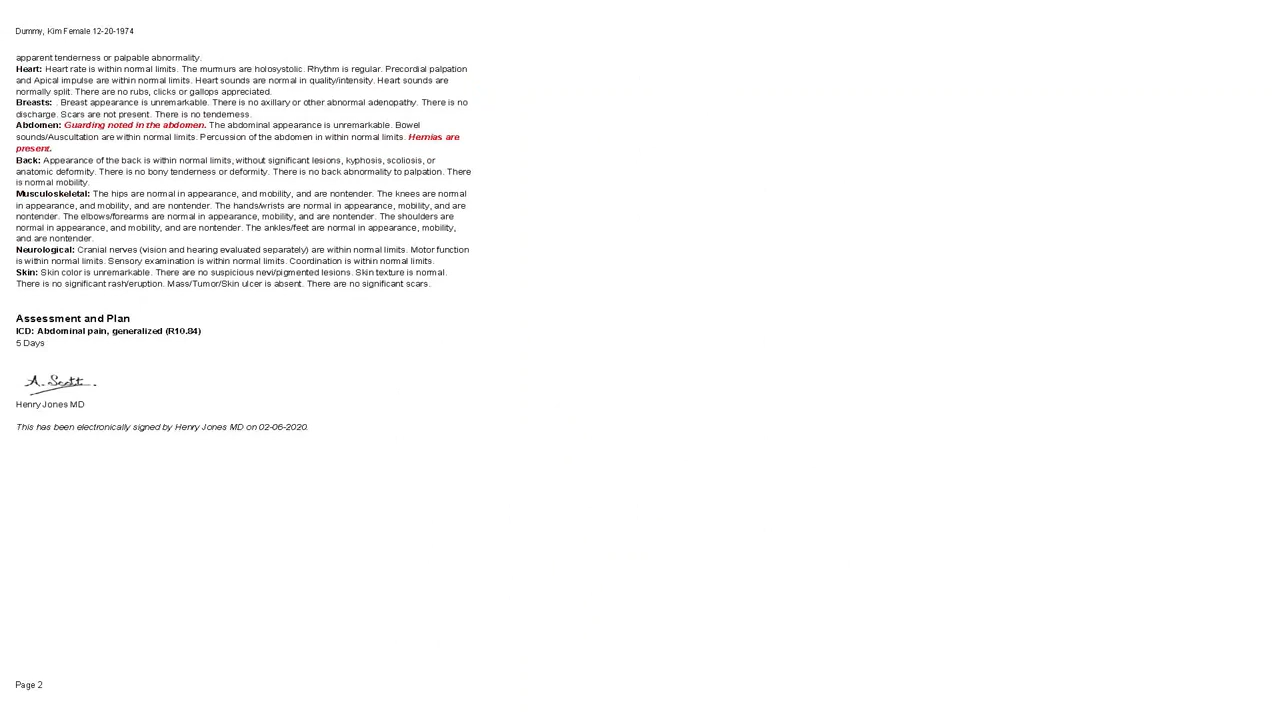 Dummy, Kim Female 12-20-1974
apparent tenderness or palpable abnormality.
Heart: Heart rate is within normal limits. The murmurs are holosystolic. Rhythm is regular. Precordial palpation
and Apical impulse are within normal limits. Heart sounds are normal in quality/intensity. Heart sounds are
normally split. There are no rubs, clicks or gallops appreciated.
Breasts: . Breast appearance is unremarkable. There is no axillary or other abnormal adenopathy. There is no
discharge. Scars are not present. There is no tenderness.
Abdomen: Guarding noted in the abdomen. The abdominal appearance is unremarkable. Bowel
sounds/Auscultation are within normal limits. Percussion of the abdomen in within normal limits. Hernias are
present.
Back: Appearance of the back is within normal limits, without significant lesions, kyphosis, scoliosis, or
anatomic deformity. There is no bony tenderness or deformity. There is no back abnormality to palpation. There
is normal mobility.
Musculoskeletal: The hips are normal in appearance, and mobility, and are nontender. The knees are normal
in appearance, and mobility, and are nontender. The hands/wrists are normal in appearance, mobility, and are
nontender. The elbows/forearms are normal in appearance, mobility, and are nontender. The shoulders are
normal in appearance, and mobility, and are nontender. The ankles/feet are normal in appearance, mobility,
and are nontender.
Neurological: Cranial nerves (vision and hearing evaluated separately) are within normal limits. Motor function
is within normal limits. Sensory examination is within normal limits. Coordination is within normal limits.
Skin: Skin color is unremarkable. There are no suspicious nevi/pigmented lesions. Skin texture is normal.
There is no significant rash/eruption. Mass/Tumor/Skin ulcer is absent. There are no significant scars.
Assessment and Plan
ICD: Abdominal pain, generalized (R10.84)
5 Days
A. Scott.
Henry Jones MD
This has been electronically signed by Henry Jones MD on 02-06-2020.
Page 2